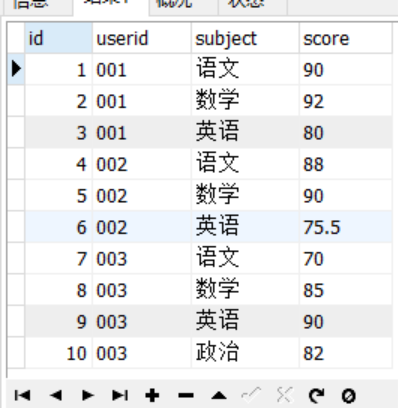 信息 结果1 概况 状态
id userid subject score
1 001 语文 90
2 001 数学 92
3 001 英语 80
4 002 语文 88
5 002 数学 90
6 002 英语 75.5
7 003 语文 70
8 003 数学 85
9 003 英语 90
10 003 政治 82